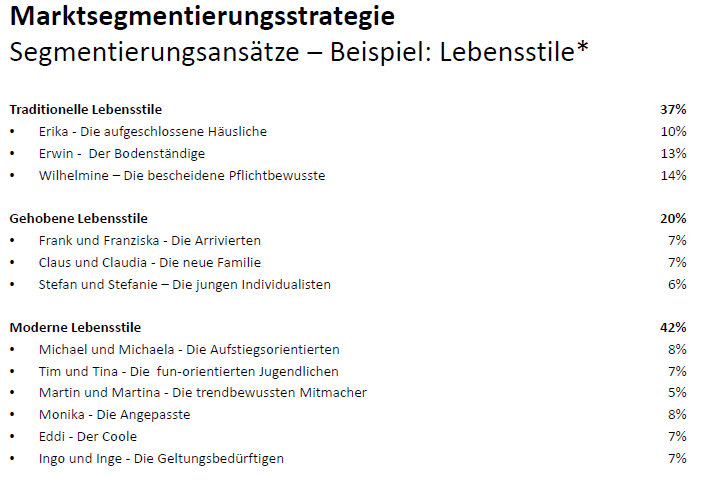 Marktsegmentierungsstrategie
Segmentierungsansätze – Beispiel: Lebensstile*
Traditionelle Lebensstile 37%
• Erika - Die aufgeschlossene Häusliche 10%
• Erwin - Der Bodenständige 13%
• Wilhelmine – Die bescheidene Pflichtbewusste 14%
Gehobene Lebensstile 20%
• Frank und Franziska - Die Arrivierten 7%
• Claus und Claudia - Die neue Familie 7%
• Stefan und Stefanie – Die jungen Individualisten 6%
Moderne Lebensstile 42%
• Michael und Michaela - Die Aufstiegsorientierten 8%
• Tim und Tina - Die fun-orientierten Jugendlichen 7%
• Martin und Martina - Die trendbewussten Mitmacher 5%
• Monika - Die Angepasste 8%
• Eddi - Der Coole 7%
• Ingo und Inge - Die Geltungsbedürftigen 7%